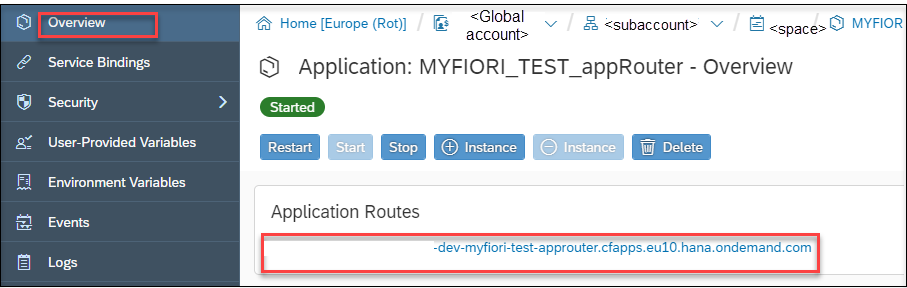 Overview
Service Bindings
Security
User-Provided Variables
Environment Variables
Events
Logs
Home [Europe (Rot)] / <Global account> / <subaccount> / <space> MYFIORI
Application: MYFIORI_TEST_appRouter - Overview
Started
Restart Start Stop Instance Instance Delete
Application Routes
-dev-myfiori-test-approuter.cfapps.eu10.hana.ondemand.com